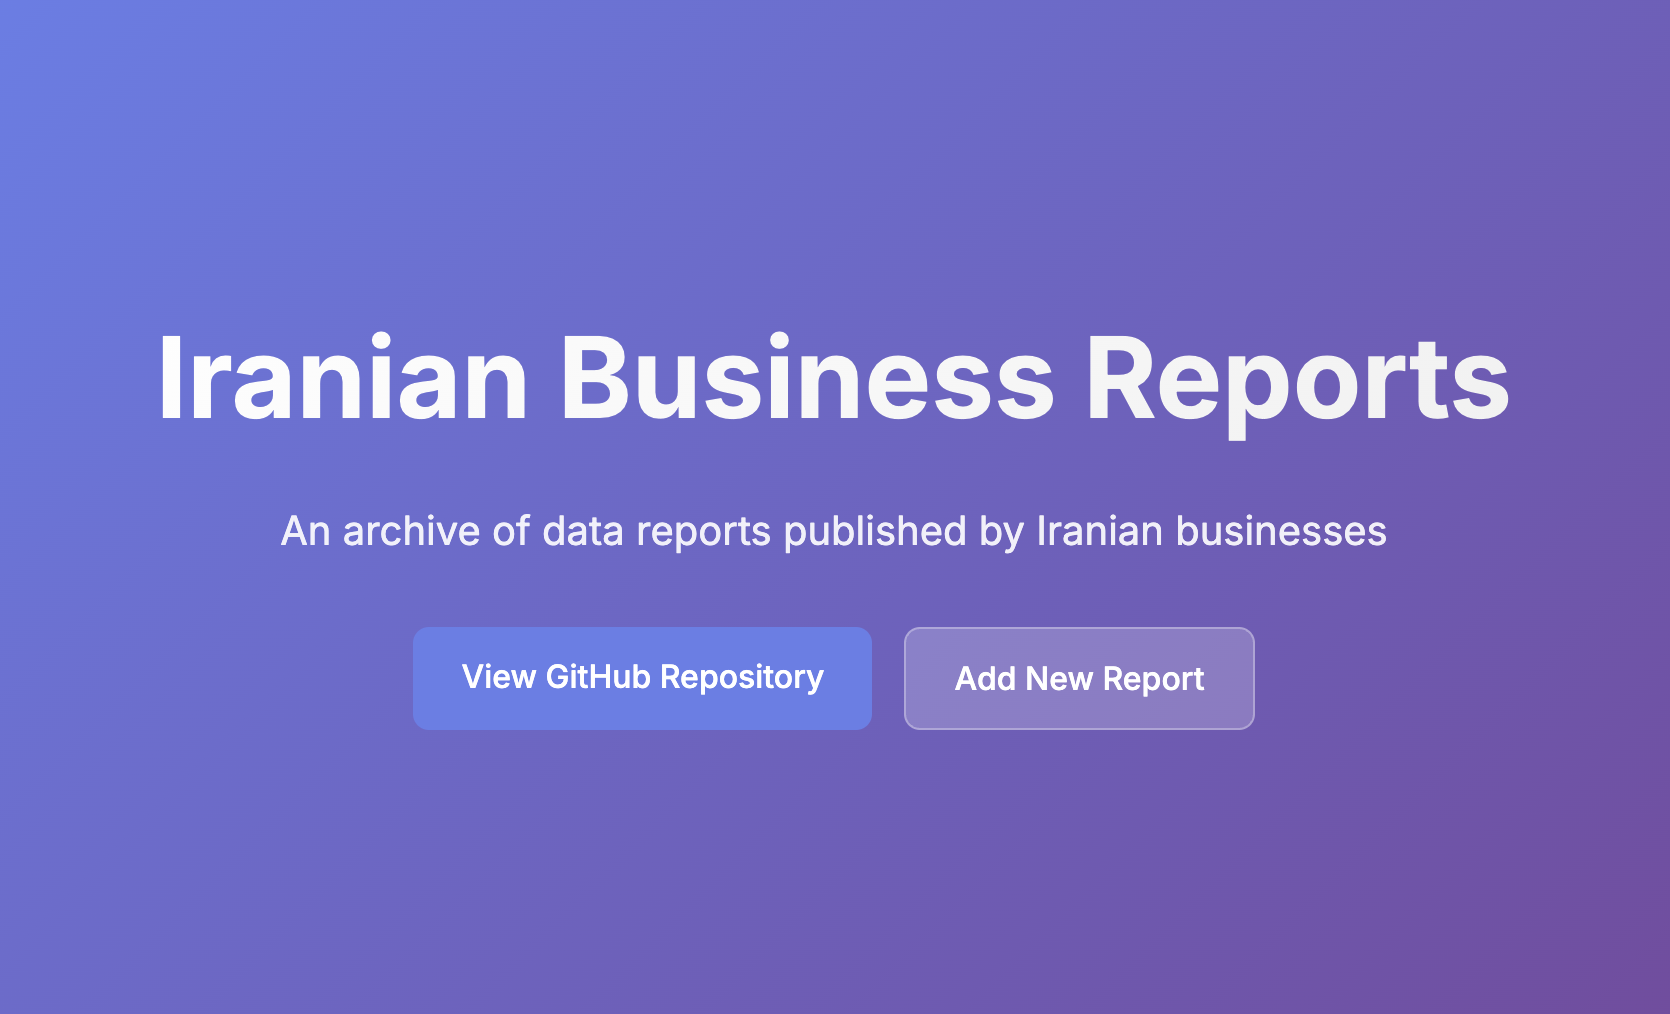 Iranian Business Reports
An archive of data reports published by Iranian businesses
View GitHub Repository
Add New Report